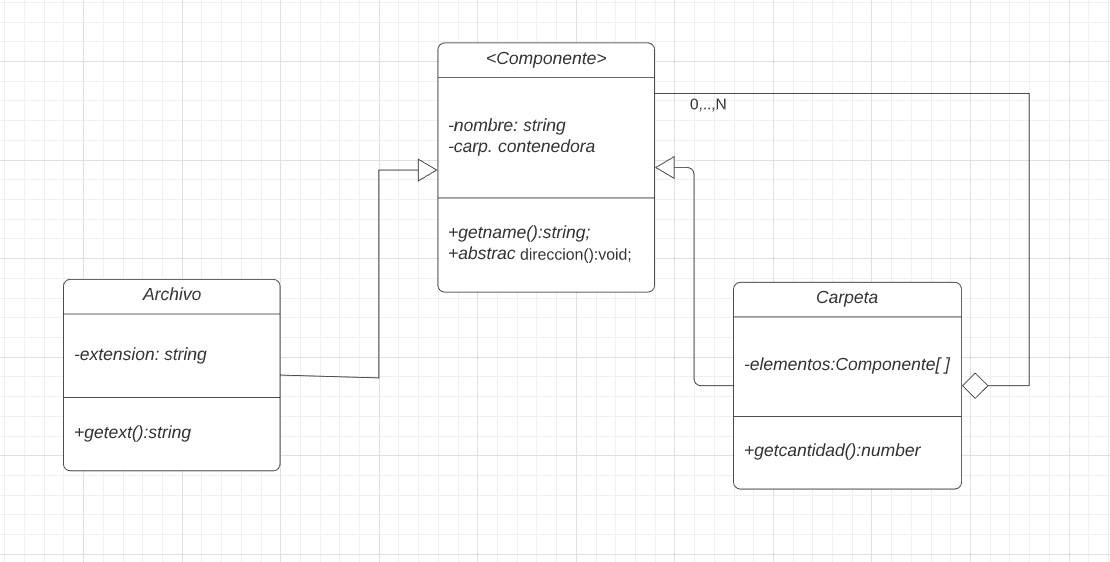 <Componente>
-nombre: string
-carp. contenedora
+getname():string;
+abstrac direccion():void;
0,..,N
Archivo
-extension: string
+getext():string
Carpeta
-elementos:Componente[ ]
+getcantidad():number